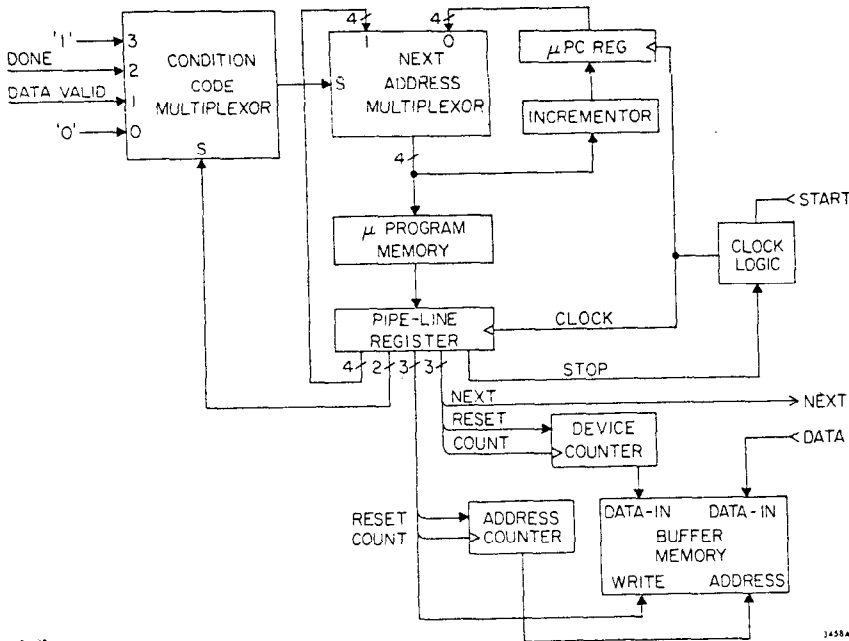 '1'
3
DONE
2
DATA VALID
1
'0'
0
CONDITION
CODE
MULTIPLEXOR
S
4
4
1
0
NEXT
ADDRESS
MULTIPLEXOR
S
4
μPC REG
INCREMENTOR
START
CLOCK
LOGIC
μ PROGRAM
MEMORY
PIPE-LINE
REGISTER
CLOCK
STOP
4
2
3
3
NEXT
NEXT
RESET
COUNT
DEVICE
COUNTER
DATA
RESET
COUNT
ADDRESS
COUNTER
DATA-IN DATA-IN
BUFFER
MEMORY
WRITE ADDRESS